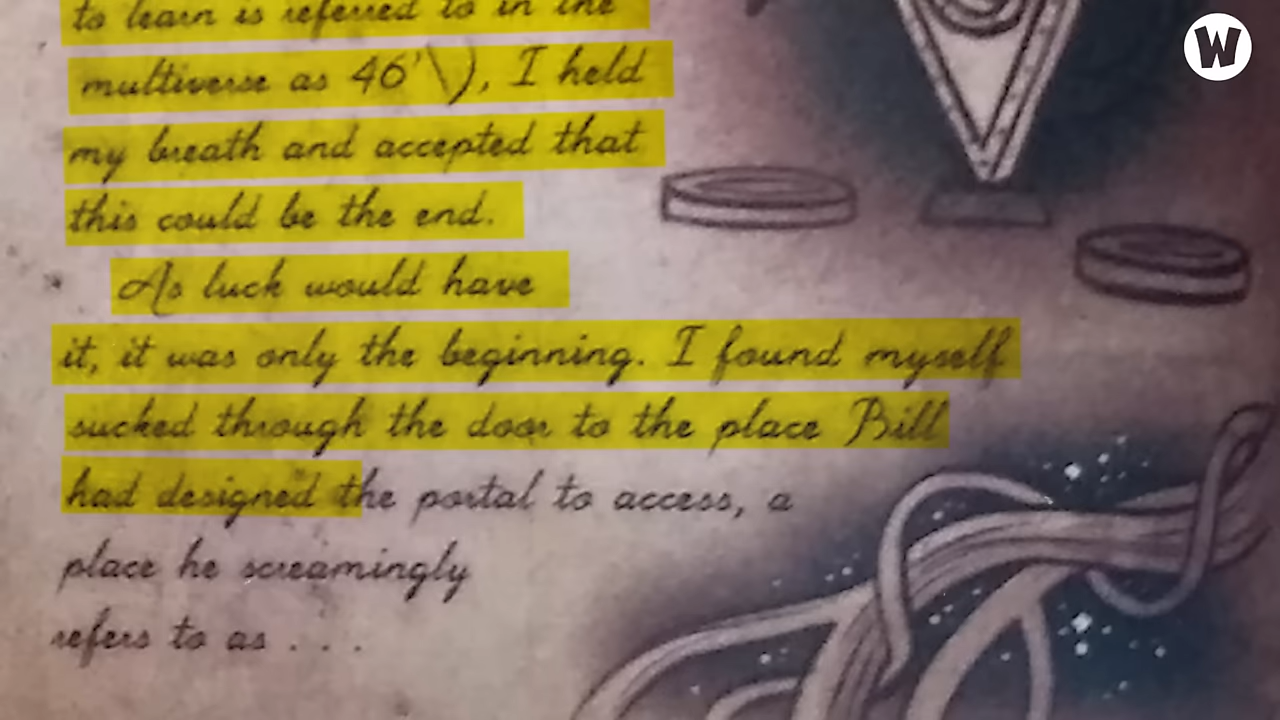 to learn is referred to in the
multiverse as 46'\), I held
my breath and accepted that
this could be the end.
As luck would have
it, it was only the beginning. I found myself
sucked through the door to the place Bill
had designed the portal to access, a
place he screamingly
refers to as . . .
W